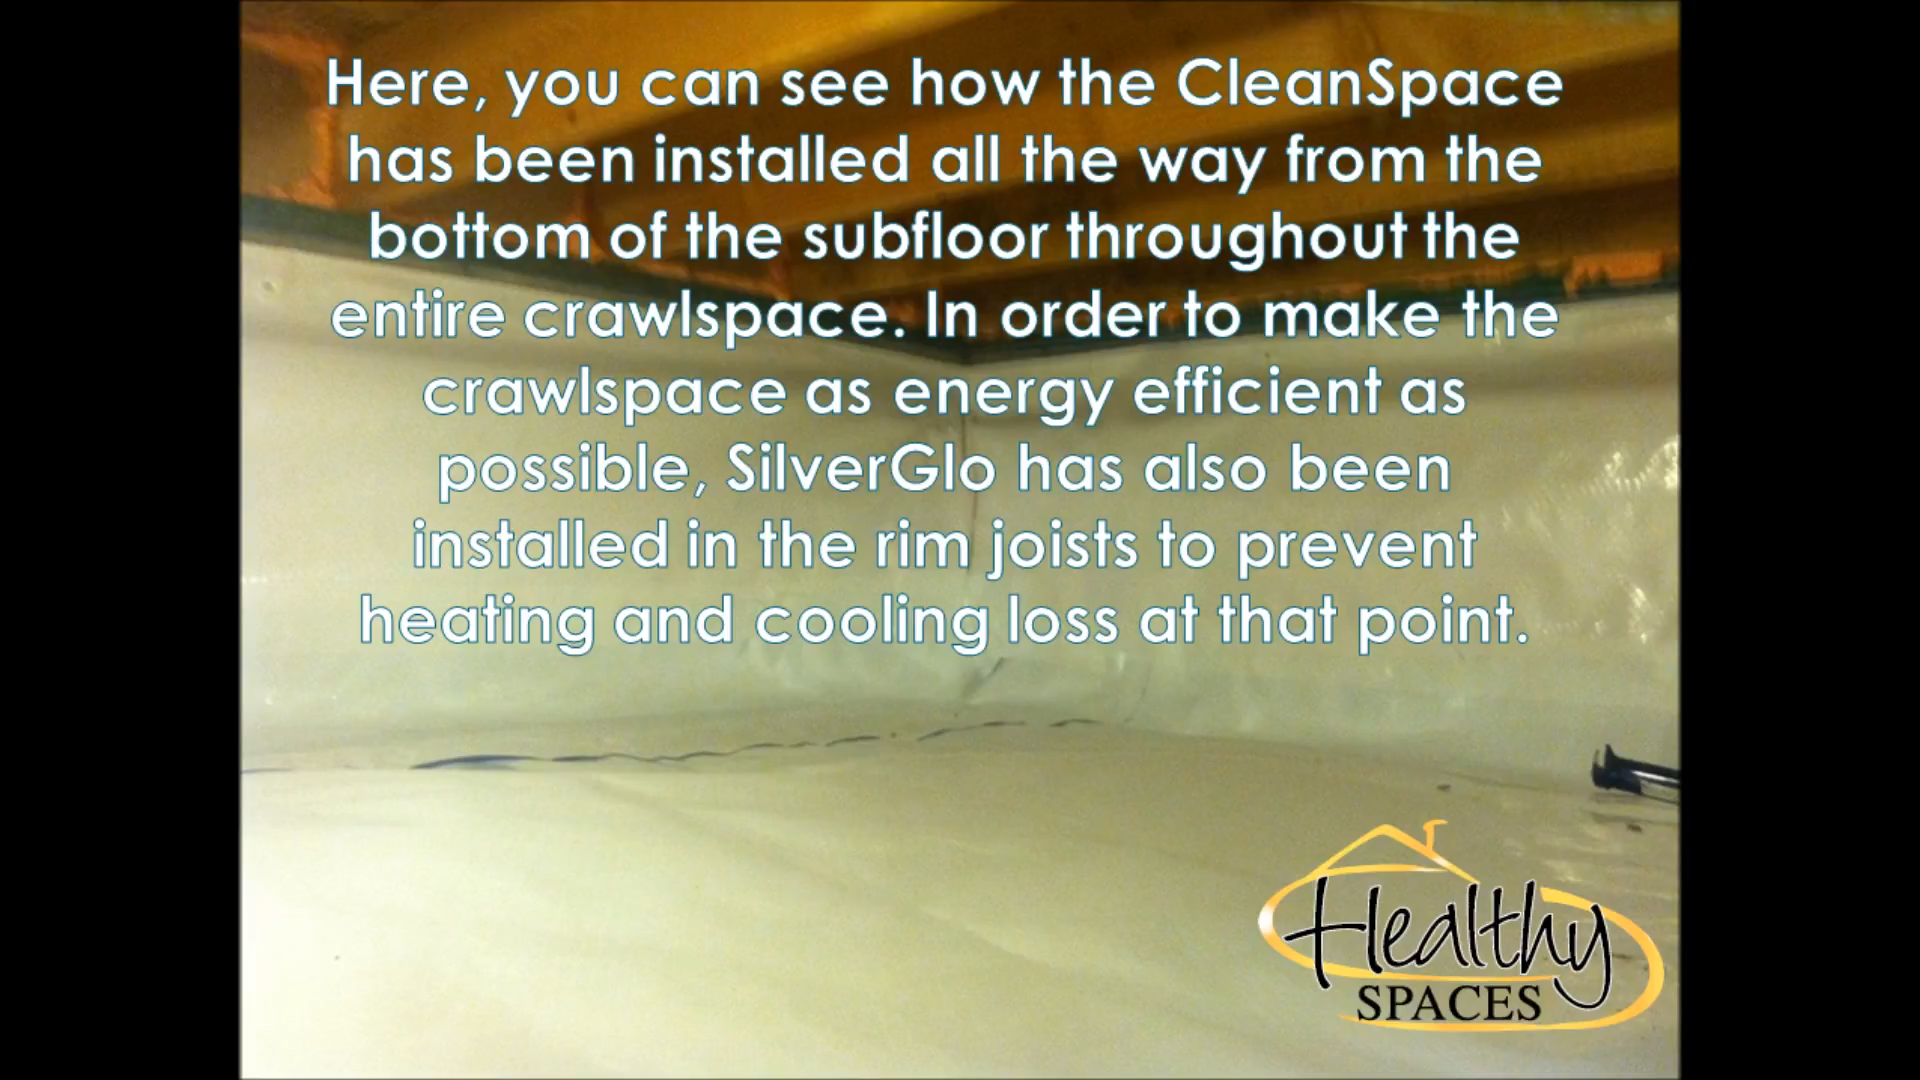 Here, you can see how the CleanSpace
has been installed all the way from the
bottom of the subfloor throughout the
entire crawlspace. In order to make the
crawlspace as energy efficient as
possible, SilverGlo has also been
installed in the rim joists to prevent
heating and cooling loss at that point.
Healthy
SPACES